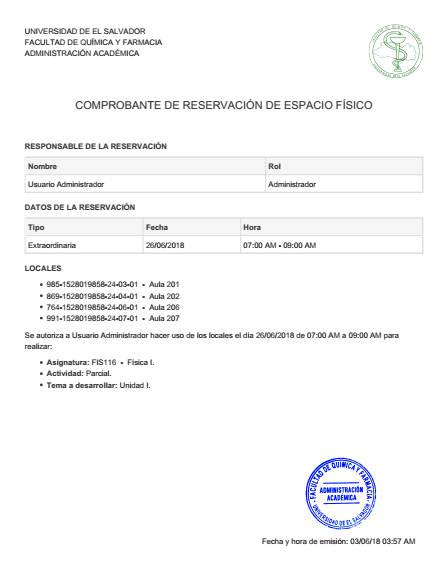 UNIVERSIDAD DE EL SALVADOR
FACULTAD DE QUÍMICA Y FARMACIA
ADMINISTRACIÓN ACADÉMICA
COMPROBANTE DE RESERVACIÓN DE ESPACIO FÍSICO
RESPONSABLE DE LA RESERVACIÓN
Nombre Rol
Usuario Administrador Administrador
DATOS DE LA RESERVACIÓN
Tipo Fecha Hora
Extraordinaria 26/06/2018 07:00 AM - 09:00 AM
LOCALES
• 985-1528019858-24-03-01 - Aula 201
• 869-1528019858-24-04-01 - Aula 202
• 764-1528019858-24-06-01 - Aula 206
• 991-1528019858-24-07-01 - Aula 207
Se autoriza a Usuario Administrador hacer uso de los locales el día 26/06/2018 de 07:00 AM a 09:00 AM para
realizar:
• Asignatura: FIS116 - Física I.
• Actividad: Parcial.
• Tema a desarrollar: Unidad I.
FACULTAD DE QUIMICA Y FARMACIA
ADMINISTRACIÓN
ACADÉMICA
UNIVERSIDAD DE EL SALVADOR
Fecha y hora de emisión: 03/06/18 03:57 AM